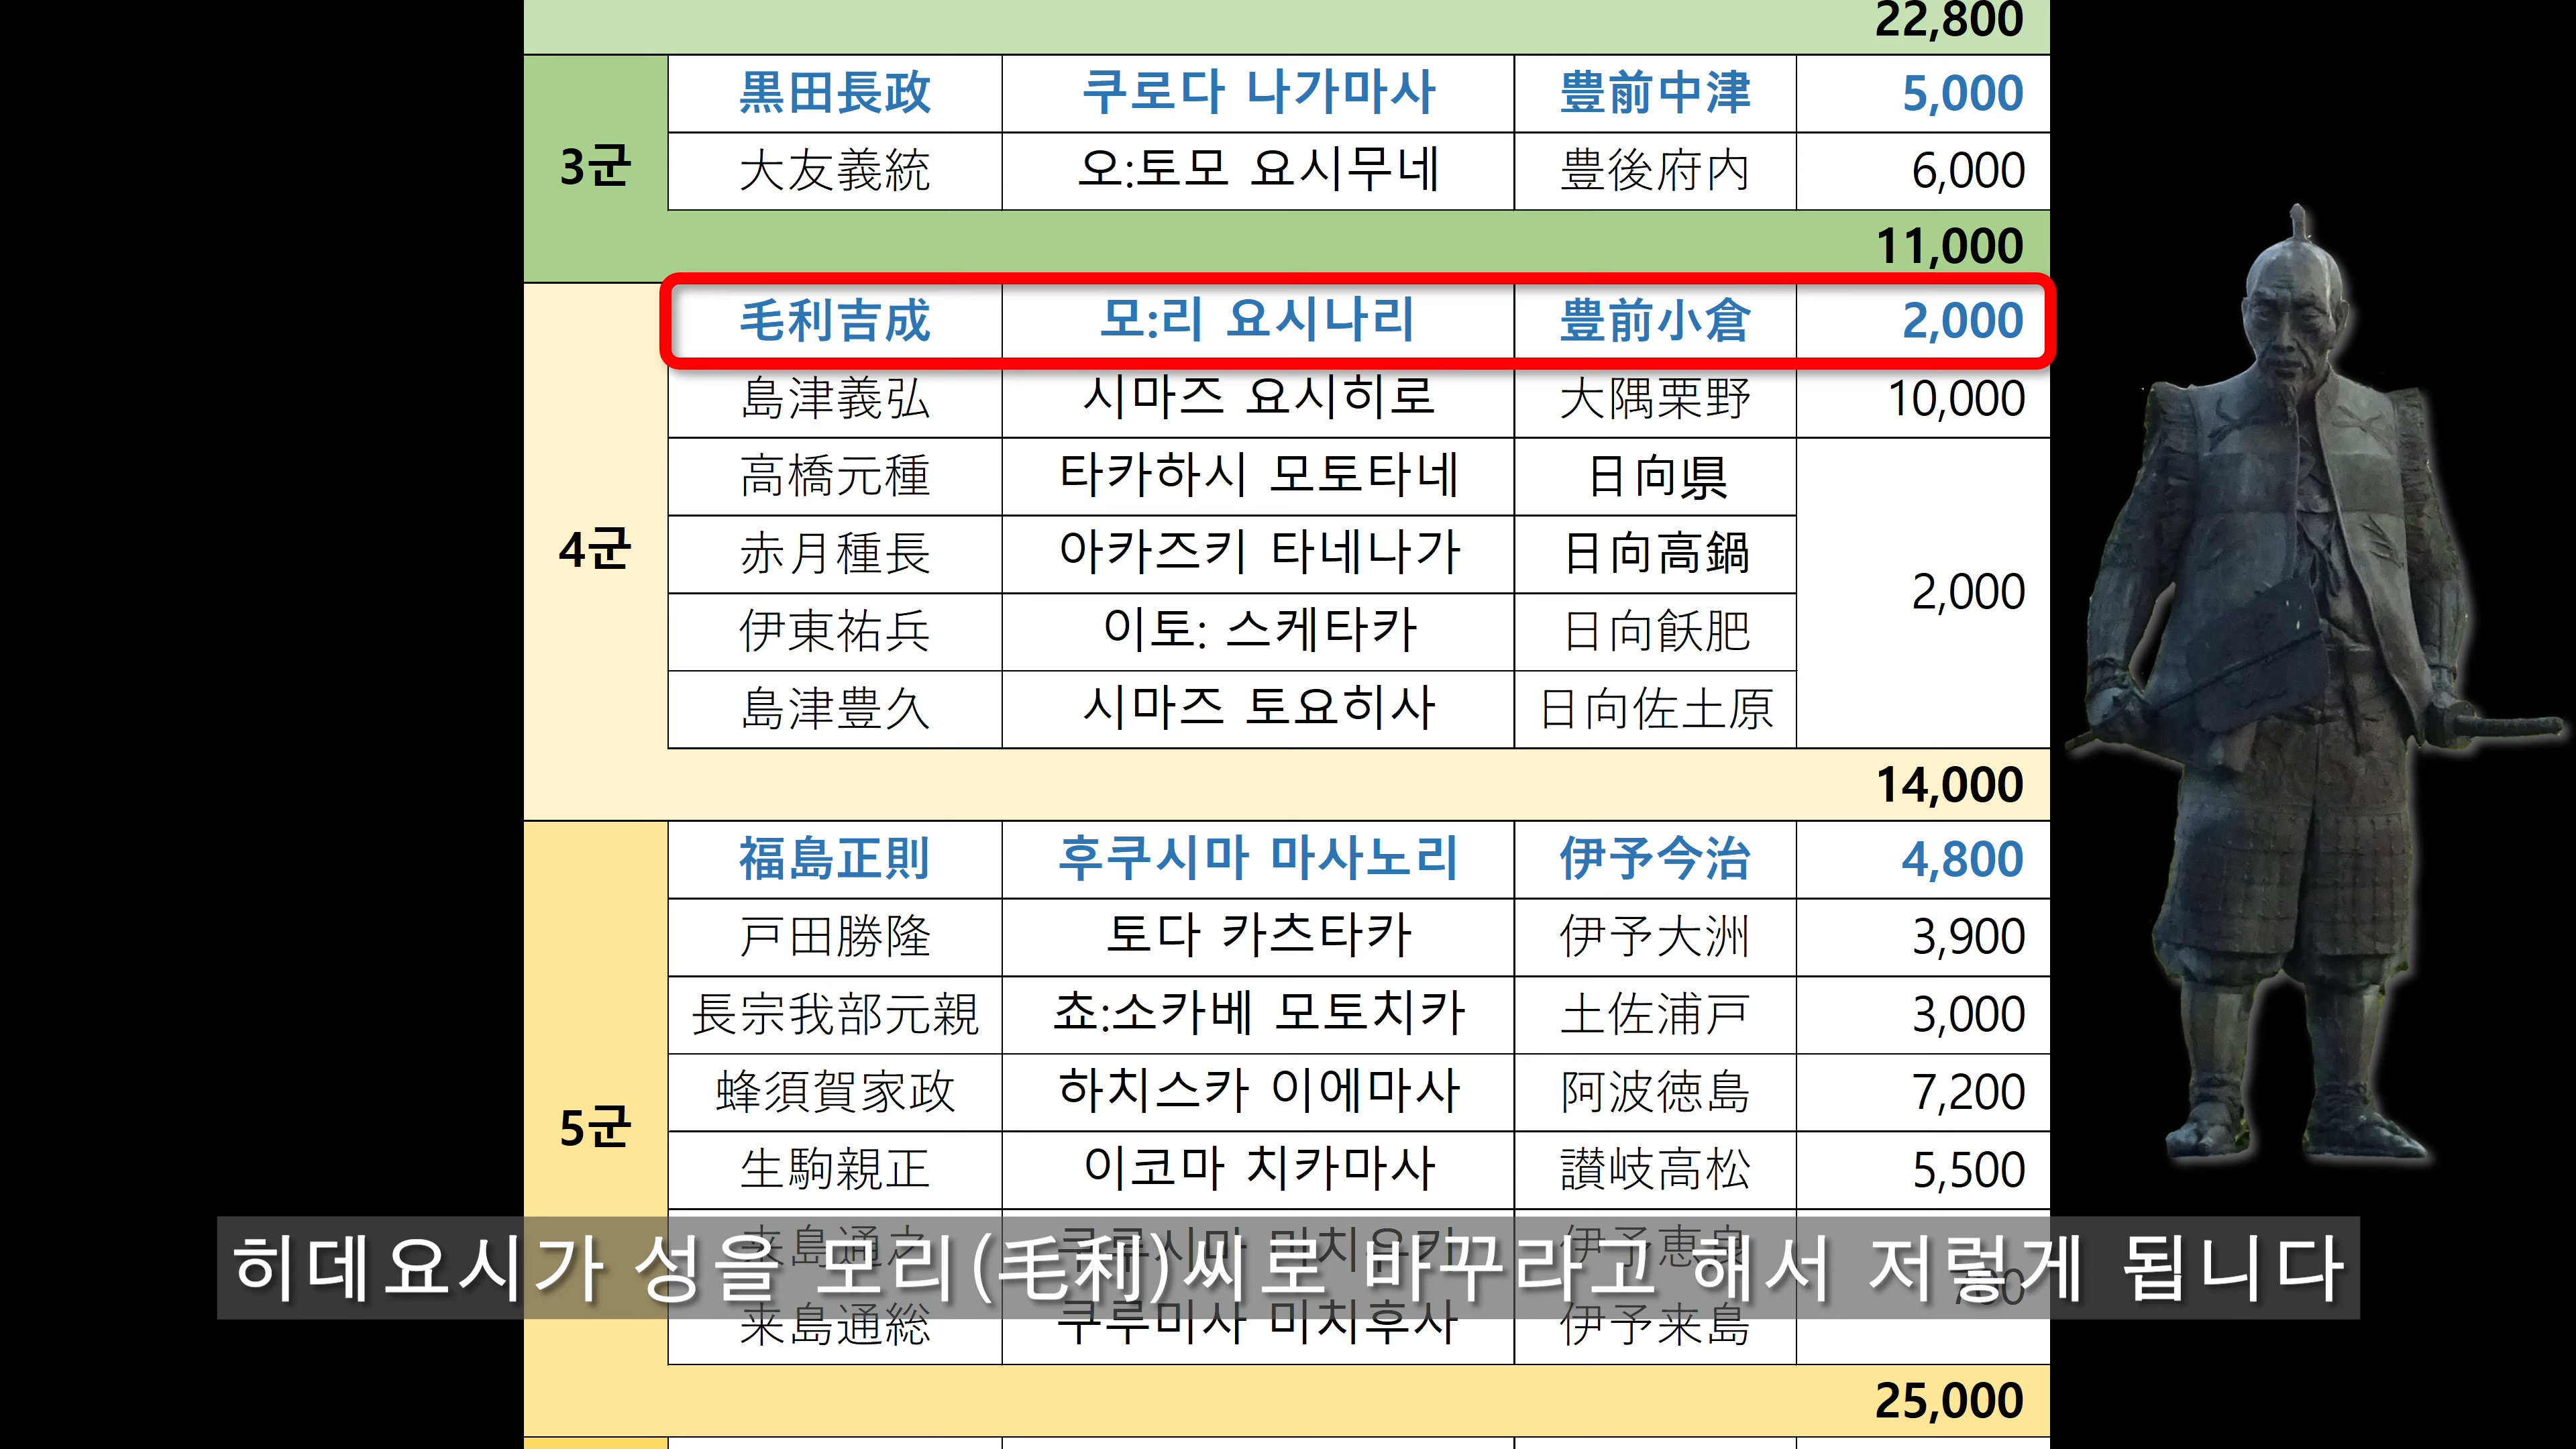 22,800
3군
黒田長政 쿠로다 나가마사 豊前中津 5,000
大友義統 오:토모 요시무네 豊後府内 6,000
11,000
4군
毛利吉成 모:리 요시나리 豊前小倉 2,000
島津義弘 시마즈 요시히로 大隅栗野 10,000
高橋元種 타카하시 모토타네 日向県
赤月種長 아카즈키 타네나가 日向高鍋
2,000
伊東祐兵 이토: 스케타카 日向飫肥
島津豊久 시마즈 토요히사 日向佐土原
14,000
5군
福島正則 후쿠시마 마사노리 伊予今治 4,800
戸田勝隆 토다 카츠타카 伊予大洲 3,900
長宗我部元親 쵸:소카베 모토치카 土佐浦戸 3,000
蜂須賀家政 하치스카 이에마사 阿波徳島 7,200
生駒親正 이코마 치카마사 讃岐高松 5,500
来島通之 伊予恵良
700
히데요시가 성을 모리(毛利)씨로 바꾸라고 해서 저렇게 됩니다
来島通総 쿠루미사 미치후사 伊予来島
25,000